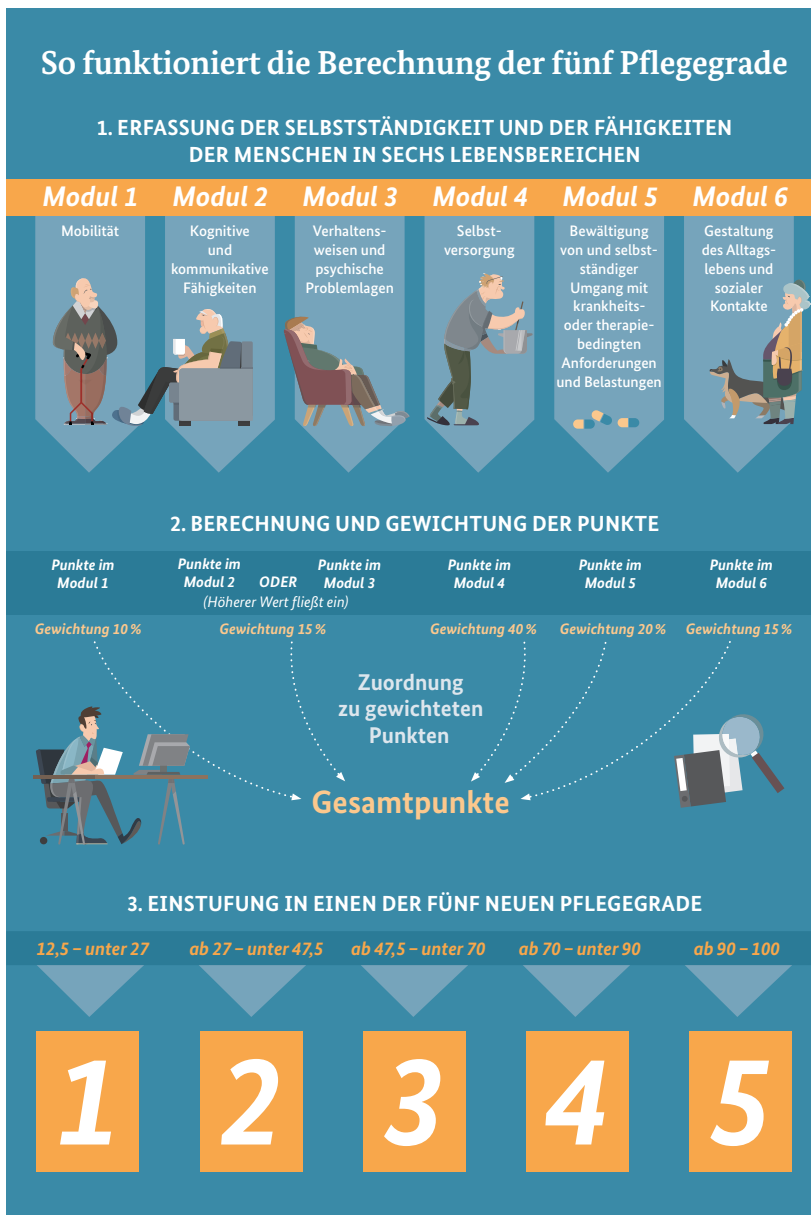 So funktioniert die Berechnung der fünf Pflegegrade
1. ERFASSUNG DER SELBSTSTÄNDIGKEIT UND DER FÄHIGKEITEN
DER MENSCHEN IN SECHS LEBENSBEREICHEN
Modul 1
Mobilität
Modul 2
Kognitive
und
kommunikative
Fähigkeiten
Modul 3
Verhaltens-
weisen und
psychische
Problemlagen
Modul 4
Selbst-
versorgung
Modul 5
Bewältigung
von und selbst-
ständiger
Umgang mit
krankheits-
oder therapie-
bedingten
Anforderungen
und Belastungen
Modul 6
Gestaltung
des Alltags-
lebens und
sozialer
Kontakte
2. BERECHNUNG UND GEWICHTUNG DER PUNKTE
Punkte im
Modul 1
Punkte im
Modul 2
ODER
Punkte im
Modul 3
(Höherer Wert fließt ein)
Punkte im
Modul 4
Punkte im
Modul 5
Punkte im
Modul 6
Gewichtung 10 %
Gewichtung 15 %
Gewichtung 40 %
Gewichtung 20 %
Gewichtung 15 %
Zuordnung
zu gewichteten
Punkten
Gesamtpunkte
3. EINSTUFUNG IN EINEN DER FÜNF NEUEN PFLEGEGRADE
12,5 – unter 27
ab 27 – unter 47,5
ab 47,5 – unter 70
ab 70 – unter 90
ab 90 – 100
1
2
3
4
5